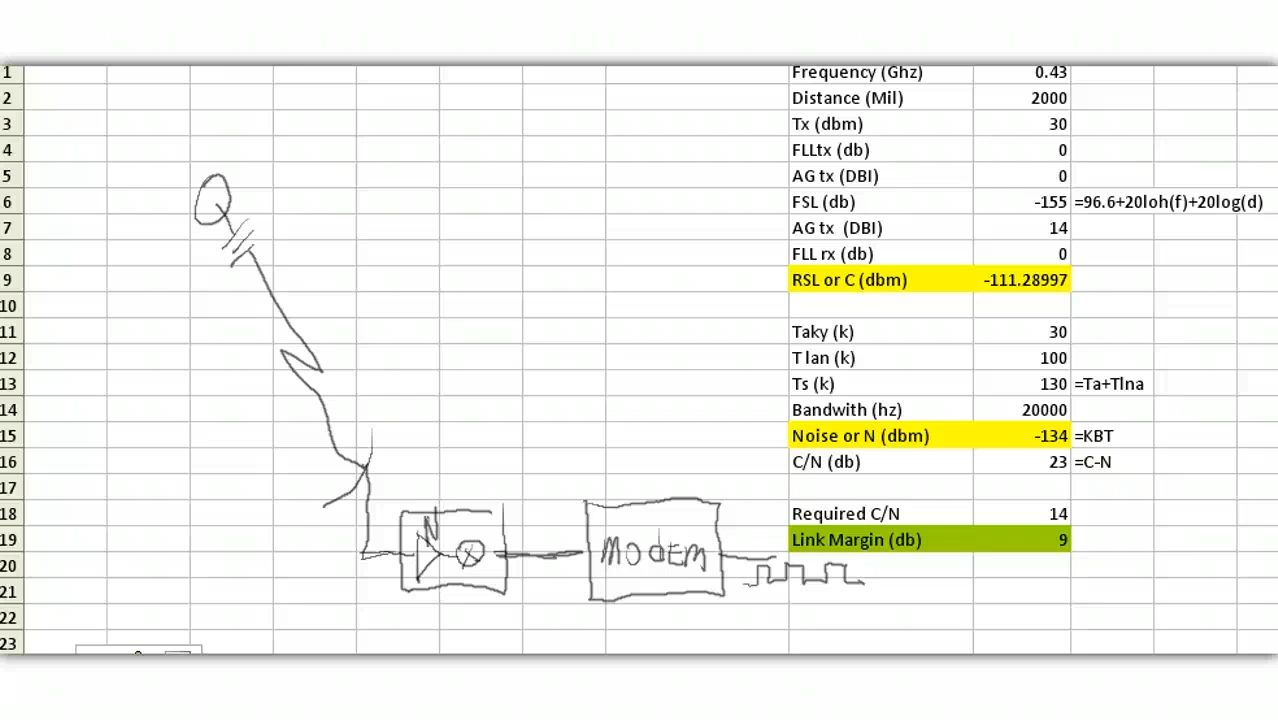 1 Frequency (Ghz) 0.43
2 Distance (Mil) 2000
3 Tx (dbm) 30
4 FLLtx (db) 0
5 AG tx (DBI) 0
6 FSL (db) -155 =96.6+20loh(f)+20log(d)
7 AG tx (DBI) 14
8 FLL rx (db) 0
9 RSL or C (dbm) -111.28997
10
11 Taky (k) 30
12 T lan (k) 100
13 Ts (k) 130 =Ta+Tlna
14 Bandwith (hz) 20000
15 Noise or N (dbm) -134 =KBT
16 C/N (db) 23 =C-N
17
18 Required C/N 14
19 Link Margin (db) 9
20
21
22
23
N
MODEM